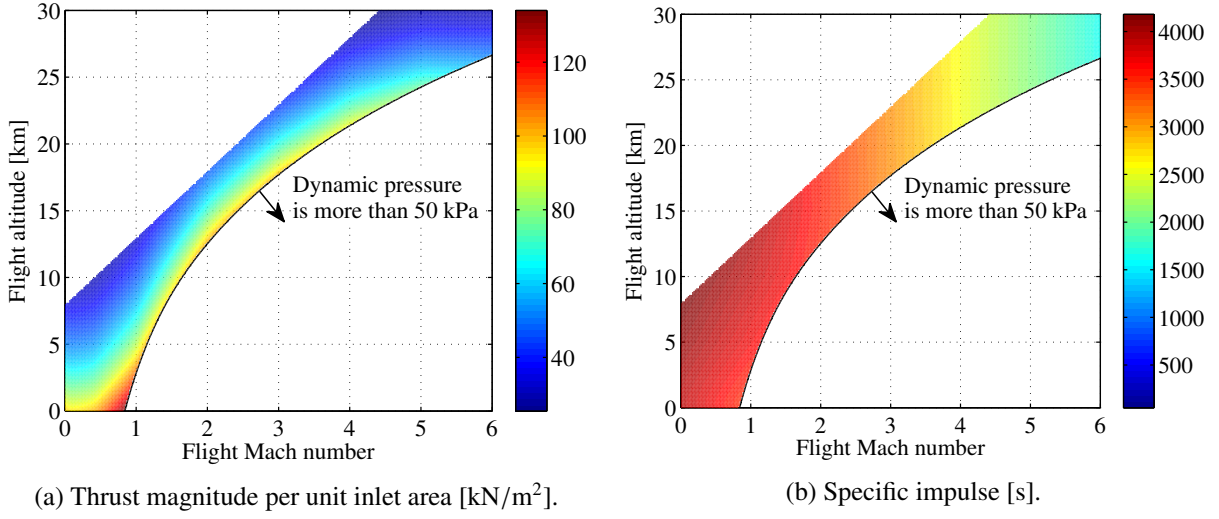 30
25
20
15
10
5
0
0 1 2 3 4 5 6
Flight altitude [km]
Flight Mach number
Dynamic pressure
is more than 50 kPa
120
100
80
60
40
(a) Thrust magnitude per unit inlet area [kN/m²].
30
25
20
15
10
5
0
0 1 2 3 4 5 6
Flight altitude [km]
Flight Mach number
Dynamic pressure
is more than 50 kPa
4000
3500
3000
2500
2000
1500
1000
500
(b) Specific impulse [s].